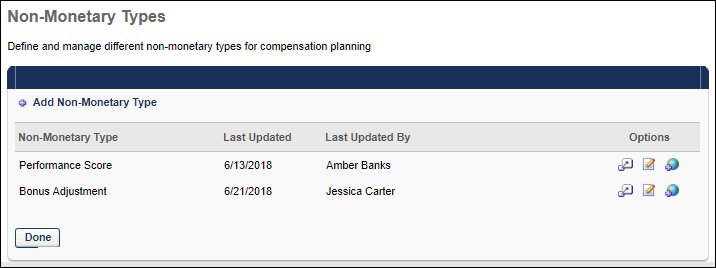 Non-Monetary Types
Define and manage different non-monetary types for compensation planning
Add Non-Monetary Type
Non-Monetary Type Last Updated Last Updated By Options
Performance Score 6/13/2018 Amber Banks
Bonus Adjustment 6/21/2018 Jessica Carter
Done